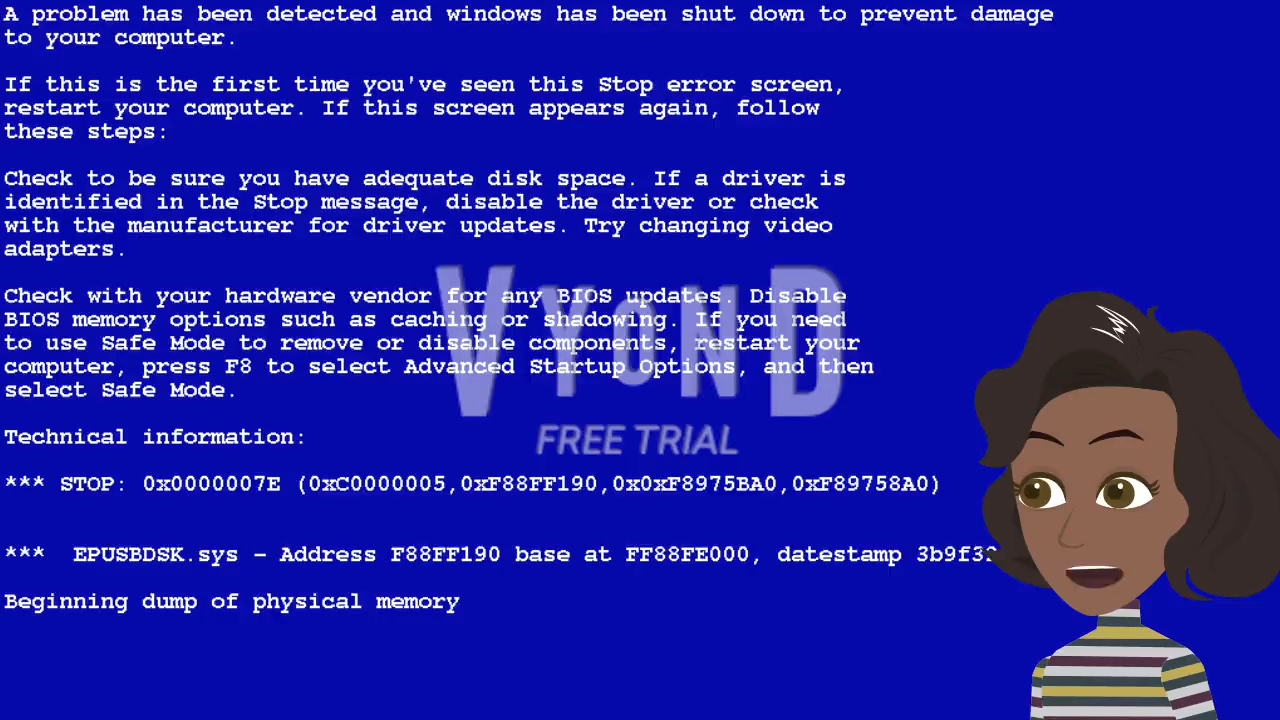 A problem has been detected and windows has been shut down to prevent damage
to your computer.
If this is the first time you've seen this Stop error screen,
restart your computer. If this screen appears again, follow
these steps:
Check to be sure you have adequate disk space. If a driver is
identified in the Stop message, disable the driver or check
with the manufacturer for driver updates. Try changing video
adapters.
Check with your hardware vendor for any BIOS updates. Disable
BIOS memory options such as caching or shadowing. If you need
to use Safe Mode to remove or disable components, restart your
computer, press F8 to select Advanced Startup Options, and then
select Safe Mode.
VYOND
FREE TRIAL
Technical information:
*** STOP: 0x0000007E (0xC0000005,0xF88FF190,0x0xF8975BA0,0xF89758A0)
*** EPUSBDSK.sys – Address F88FF190 base at FF88FE000, datestamp
Beginning dump of physical memory